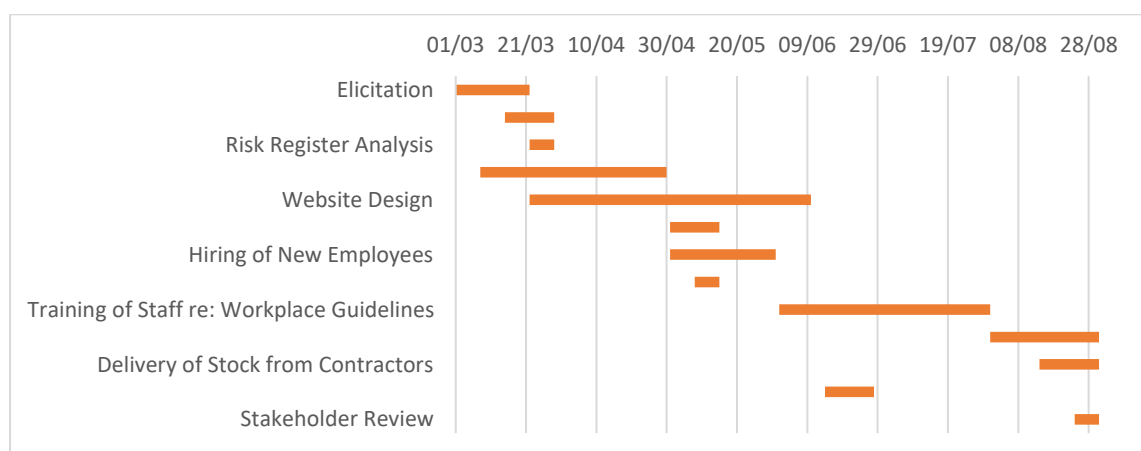 01/03 21/03 10/04 30/04 20/05 09/06 29/06 19/07 08/08 28/08
Elicitation
Risk Register Analysis
Website Design
Hiring of New Employees
Training of Staff re: Workplace Guidelines
Delivery of Stock from Contractors
Stakeholder Review